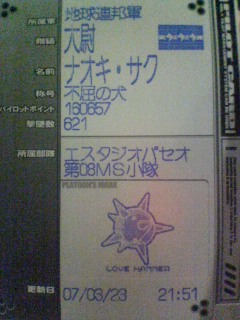 所属軍 地球連邦軍
階級 大尉
名前 ナオキ・サク
称号 不屈の犬
パイロットポイント 160657
撃墜数 621
所属部隊 エスタジオパセオ
第08MS小隊
PLATOON'S MARK
LOVE HAMMER
更新日 07/03/23 21:51